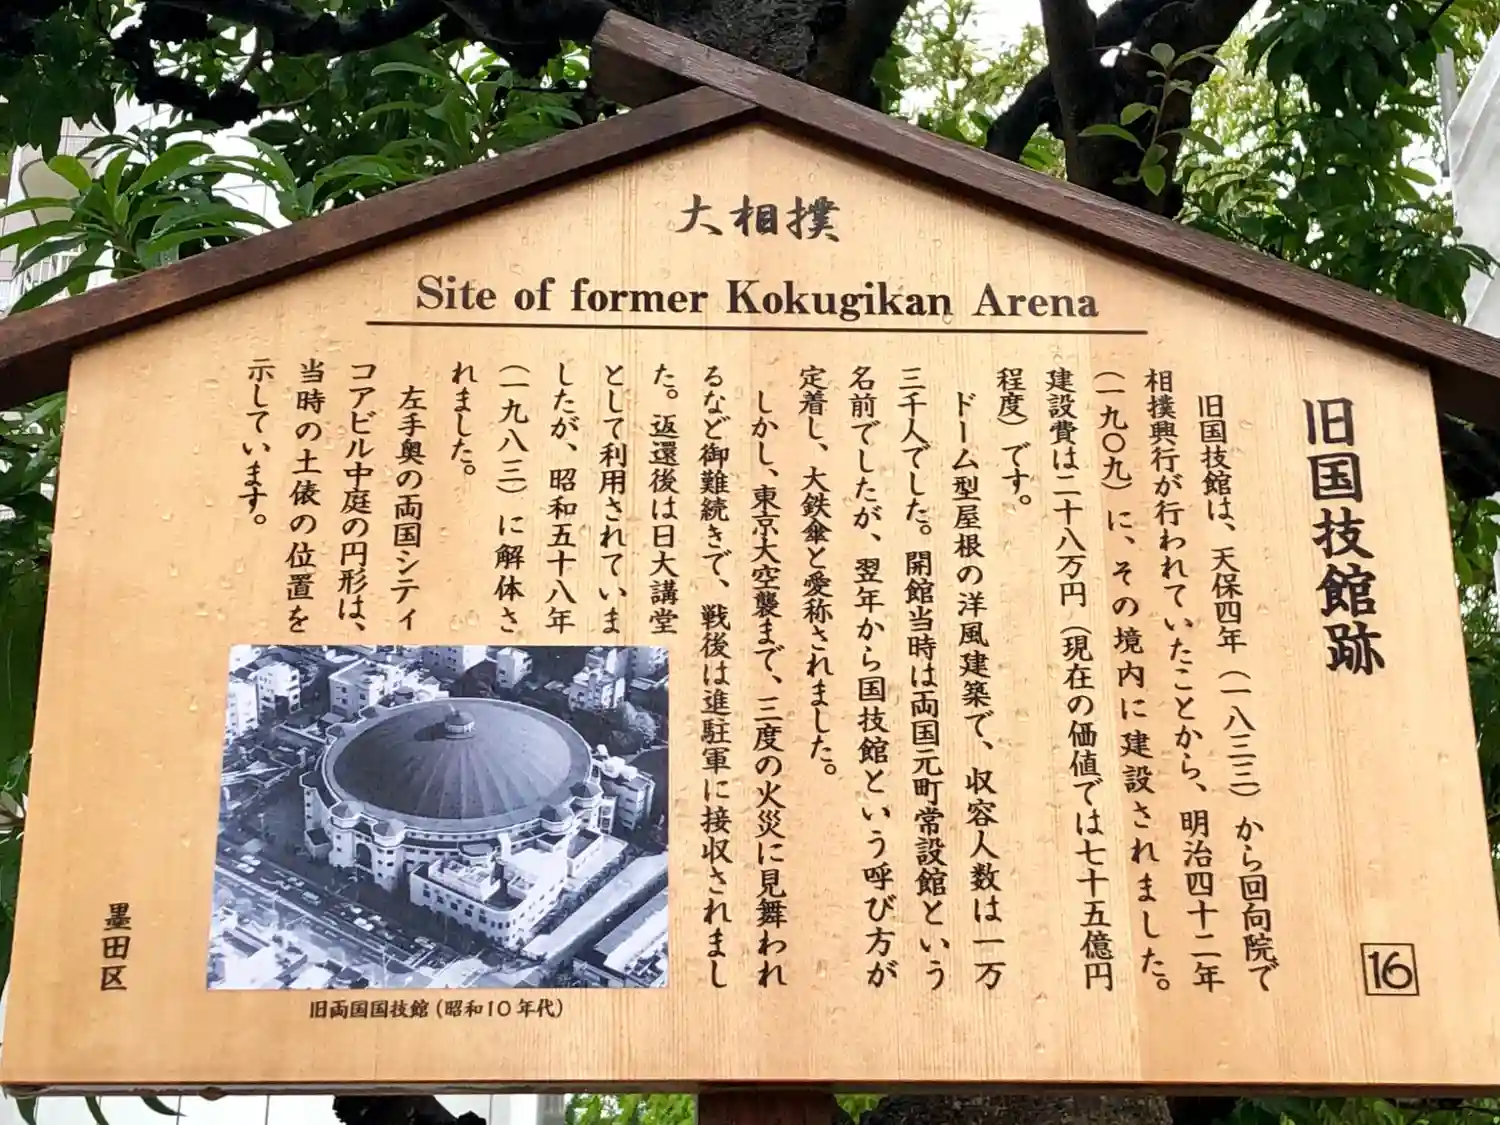 大相撲
Site of former Kokugikan Arena
旧国技館跡
旧国技館は、天保四年（一八三三）から回向院で
相撲興行が行われていたことから、明治四十二年
（一九〇九）に、その境内に建設されました。
建設費は二十八万円（現在の価値では七十五億円
程度）です。
ドーム型屋根の洋風建築で、収容人数は一万
三千人でした。開館当時は両国元町常設館という
名前でしたが、翌年から国技館という呼び方が
定着し、大鉄傘と愛称されました。
しかし、東京大空襲まで、三度の火災に見舞われ
るなど御難続きで、戦後は進駐軍に接収されまし
た。返還後は日大講堂
として利用されていま
したが、昭和五十八年
（一九八三）に解体さ
れました。
左手奥の両国シティ
コアビル中庭の円形は、
当時の土俵の位置を
示しています。
旧両国国技館（昭和10年代）
墨田区
16